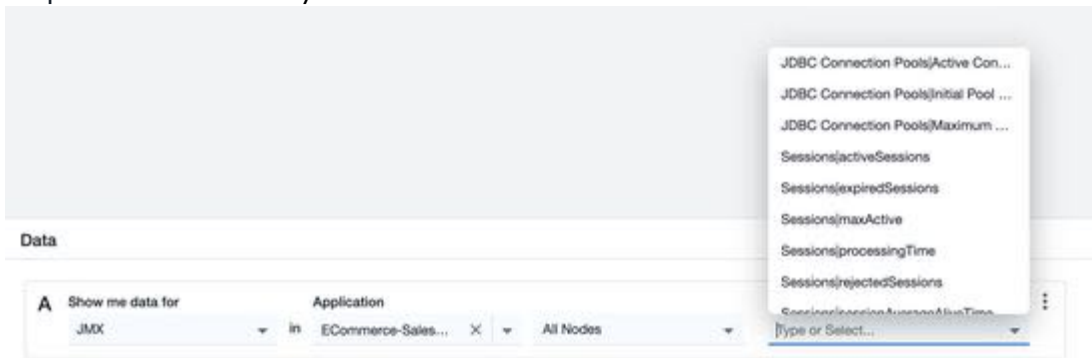 JDBC Connection Pools|Active Con...
JDBC Connection Pools|Initial Pool ...
JDBC Connection Pools|Maximum ...
Sessions|activeSessions
Sessions|expiredSessions
Sessions|maxActive
Sessions|processingTime
Sessions|rejectedSessions
Sessions|sessionAverageAliveTime
Data
A Show me data for Application
JMX in ECommerce-Sales... X All Nodes Type or Select...